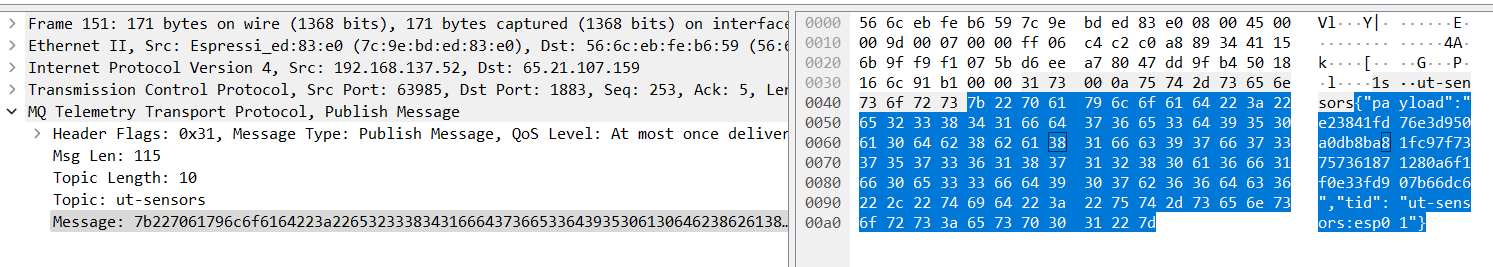 Frame 151: 171 bytes on wire (1368 bits), 171 bytes captured (1368 bits) on interface
Ethernet II, Src: Espressi_ed:83:e0 (7c:9e:bd:ed:83:e0), Dst: 56:6c:eb:fe:b6:59 (56:6
Internet Protocol Version 4, Src: 192.168.137.52, Dst: 65.21.107.159
Transmission Control Protocol, Src Port: 63985, Dst Port: 1883, Seq: 253, Ack: 5, Len
MQ Telemetry Transport Protocol, Publish Message
Header Flags: 0x31, Message Type: Publish Message, QoS Level: At most once deliver
Msg Len: 115
Topic Length: 10
Topic: ut-sensors
Message: 7b227061796c6f6164223a22653233383431666437366533643935306130646238626138…
0000 56 6c eb fe b6 59 7c 9e bd ed 83 e0 08 00 45 00 Vl···Y|· ······E·
0010 00 9d 00 07 00 00 ff 06 c4 c2 c0 a8 89 34 41 15 ········ ·····4A·
0020 6b 9f f9 f1 07 5b d6 ee a7 80 47 dd 9f b4 50 18 k····[·· ··G···P·
0030 16 6c 91 b1 00 00 31 73 00 0a 75 74 2d 73 65 6e ·l····1s ··ut-sen
0040 73 6f 72 73 7b 22 70 61 79 6c 6f 61 64 22 3a 22 sors{"pa yload":"
0050 65 32 33 38 34 31 66 64 37 36 65 33 64 39 35 30 e23841fd 76e3d950
0060 61 30 64 62 38 62 61 38 31 66 63 39 37 66 37 33 a0db8ba8 1fc97f73
0070 37 35 37 33 36 31 38 37 31 32 38 30 61 36 66 31 75736187 1280a6f1
0080 66 30 65 33 33 66 64 39 30 37 62 36 36 64 63 36 f0e33fd9 07b66dc6
0090 22 2c 22 74 69 64 22 3a 22 75 74 2d 73 65 6e 73 ","tid": "ut-sens
00a0 6f 72 73 3a 65 73 70 30 31 22 7d ors:esp0 1"}